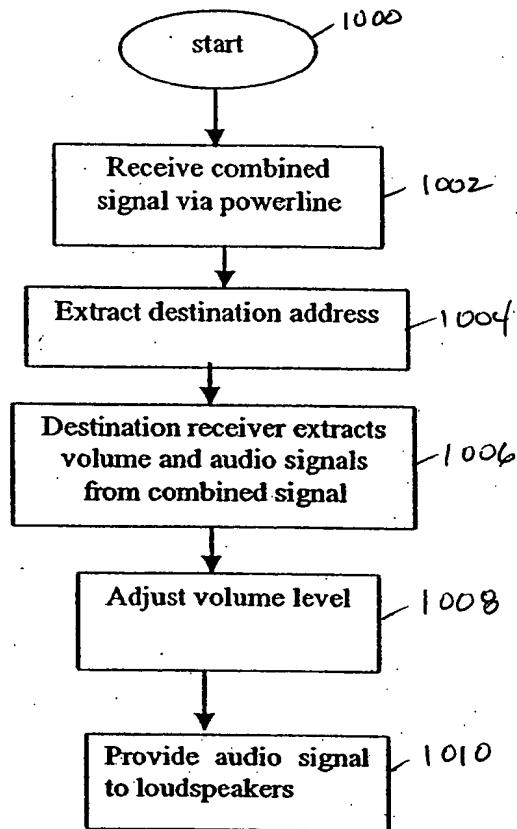 start
1000
Receive combined
signal via powerline
1002
Extract destination address
1004
Destination receiver extracts
volume and audio signals
from combined signal
1006
Adjust volume level
1008
Provide audio signal
to loudspeakers
1010